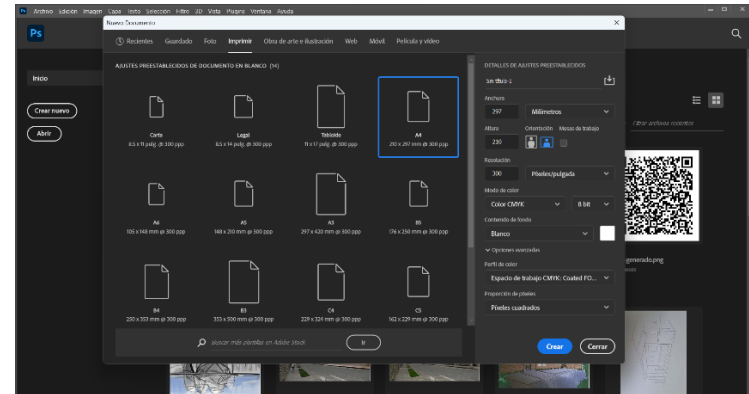 Archivo Edición Imagen Capa Texto Selección Filtro 3D Vista Plugins Ventana Ayuda
Nuevo Documento
Ps
Recientes Guardado Foto Imprimir Obra de arte e ilustración Web Móvil Película y vídeo
AJUSTES PREESTABLECIDOS DE DOCUMENTO EN BLANCO (14)
Carta
8.5 x 11 pulg. @ 300 ppp
Legal
8.5 x 14 pulg. @ 300 ppp
Tabloide
11 x 17 pulg. @ 300 ppp
A4
210 x 297 mm @ 300 ppp
A6
105 x 148 mm @ 300 ppp
A5
148 x 210 mm @ 300 ppp
A3
297 x 420 mm @ 300 ppp
B5
176 x 250 mm @ 300 ppp
B4
250 x 353 mm @ 300 ppp
B3
353 x 500 mm @ 300 ppp
C4
229 x 324 mm @ 300 ppp
C5
162 x 229 mm @ 300 ppp
Buscar más plantillas en Adobe Stock
Ir
DETALLES DE AJUSTES PREESTABLECIDOS
Sin título-1
Anchura
297 Milímetros
Altura Orientación Mesas de trabajo
210
Resolución
300 Píxeles/pulgada
Modo de color
Color CMYK 8 bit
Contenido de fondo
Blanco
Opciones avanzadas
Perfil de color
Espacio de trabajo CMYK: Coated FO...
Proporción de píxeles
Píxeles cuadrados
Crear Cerrar
Inicio
Crear nuevo
Abrir
Filtrar archivos recientes
generado.png